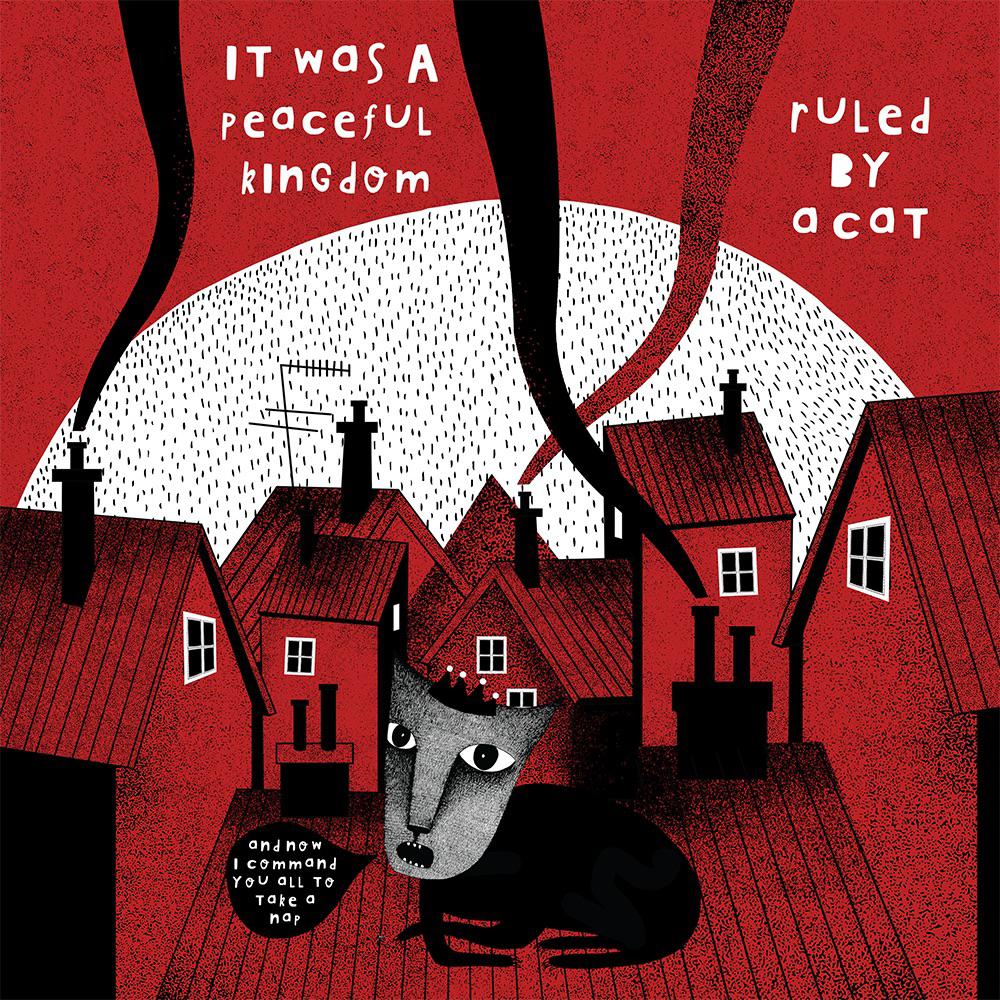 IT was A
peaceful
kInGdom
ruLed
BY
a caT
and now
I command
You aLL To
Take a
nap